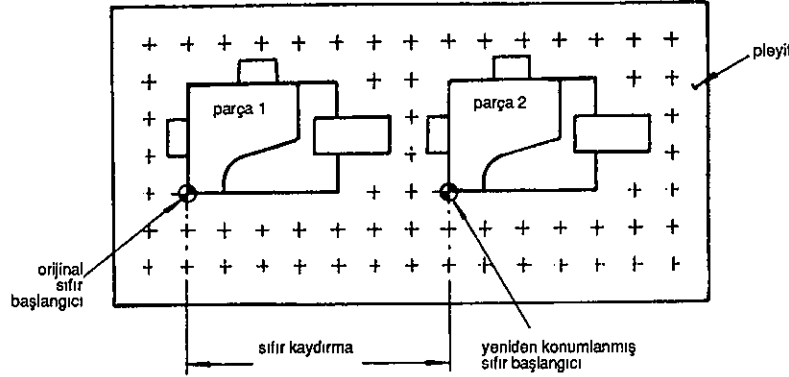 pleyit
parça 1
parça 2
orijinal
sıfır
başlangıcı
sıfır kaydırma
yeniden konumlanmış
sıfır başlangıcı